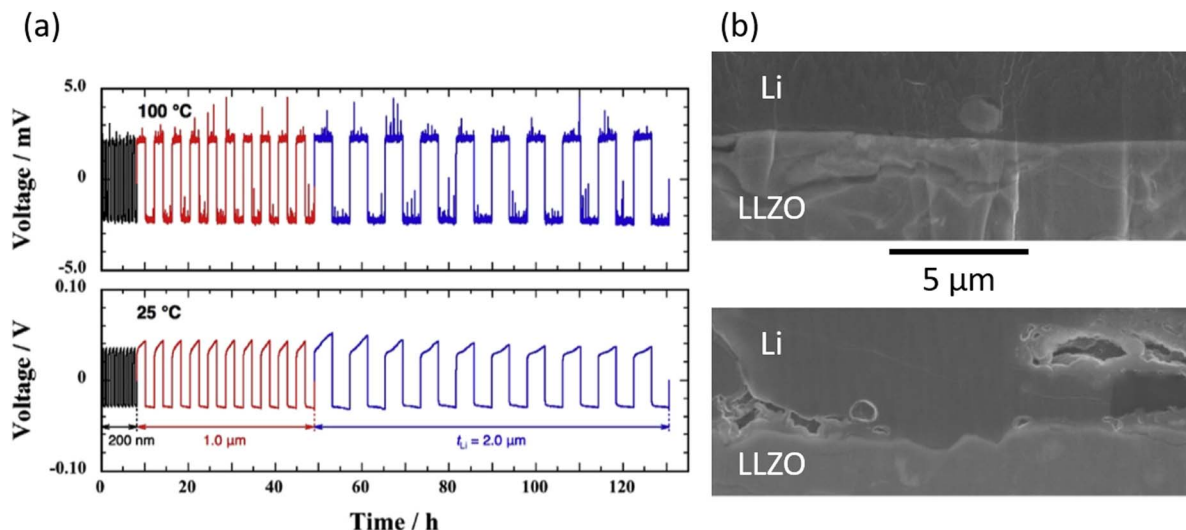 (a)
(b)
5.0
100 °C
0
-5.0
Voltage / mV
0.10
25 °C
0
-0.10
Voltage / V
200 nm
1.0 μm
tLi = 2.0 μm
0 20 40 60 80 100 120
Time / h
Li
LLZO
5 μm
Li
LLZO